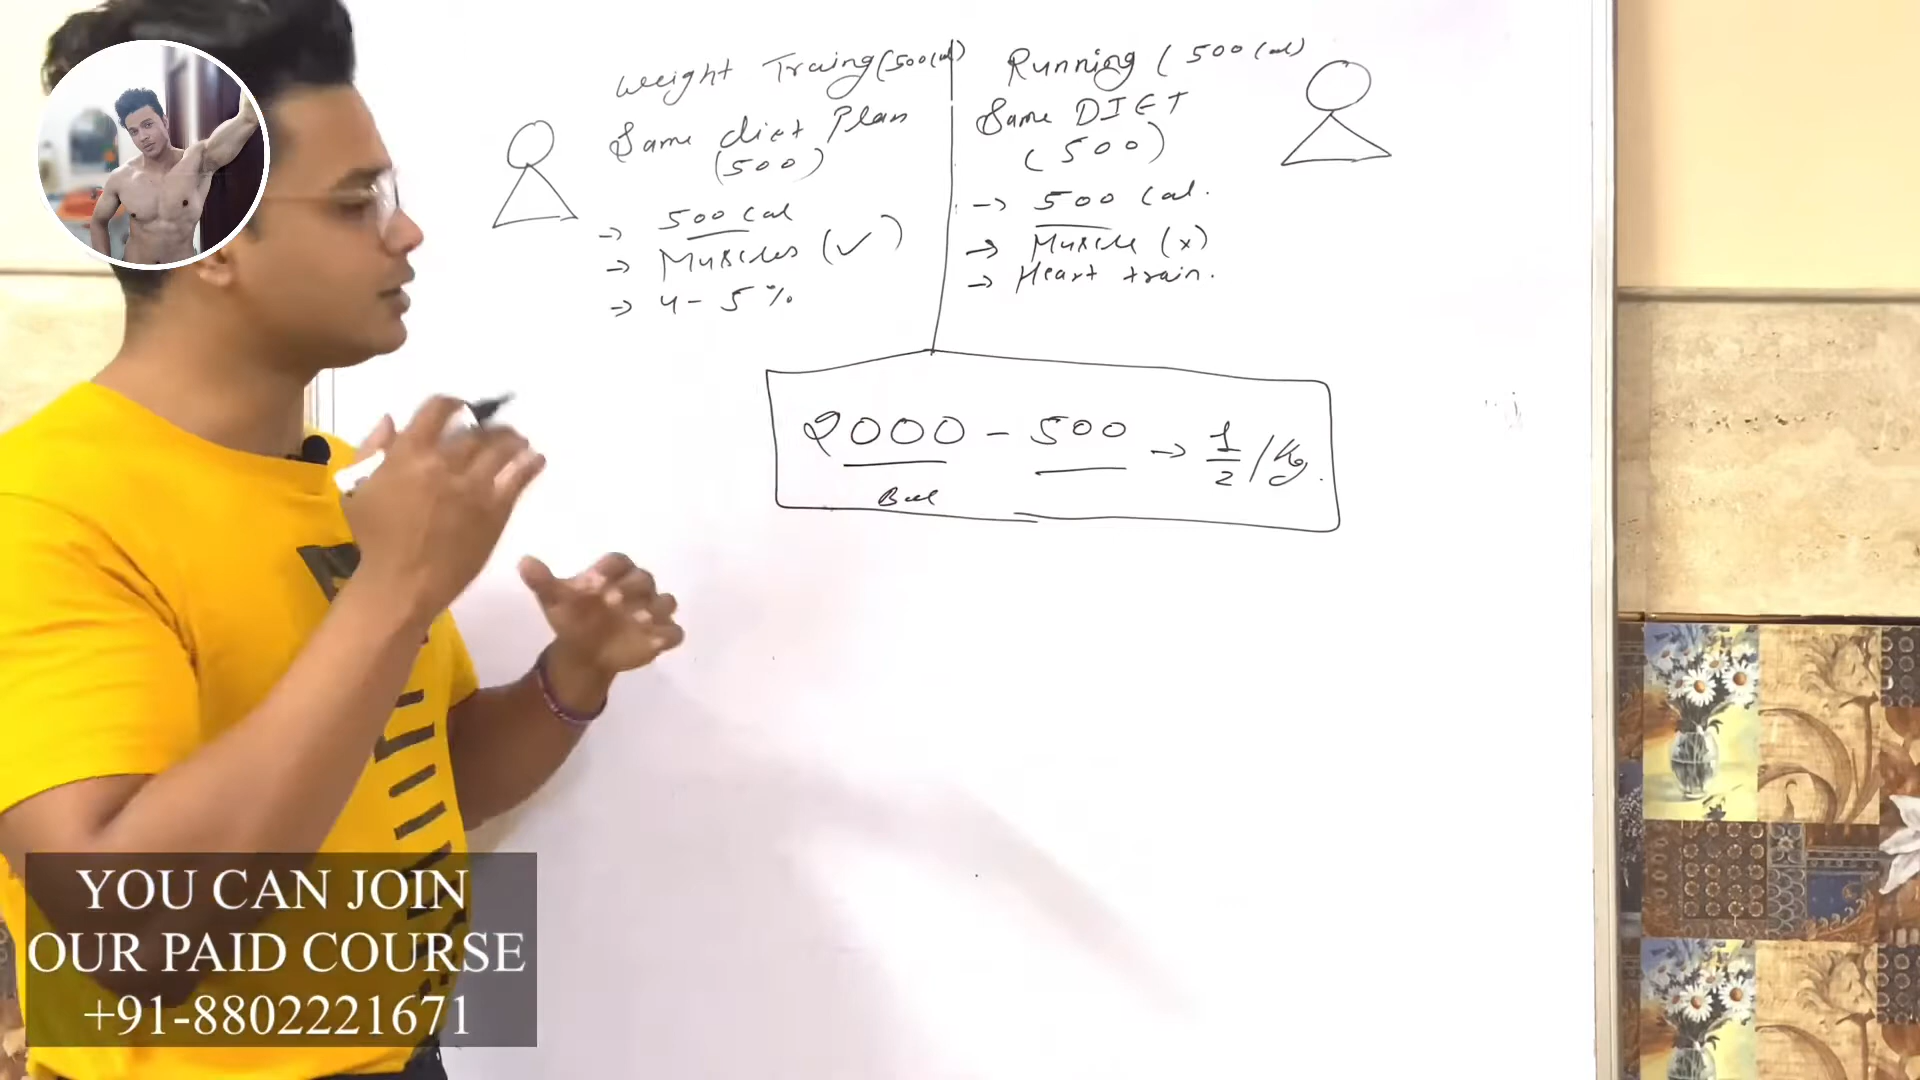 Weight Traing (500 Cal)
Same diet Plan
(500)
→ 500 Cal
→ Muscles (✓)
→ 4 - 5 %
Running (500 Cal)
Same DIET
(500)
→ 500 Cal.
→ Muscle (x)
→ Heart train.
2000 - 500 → 1/2 /Kg.
YOU CAN JOIN
OUR PAID COURSE
+91-8802221671